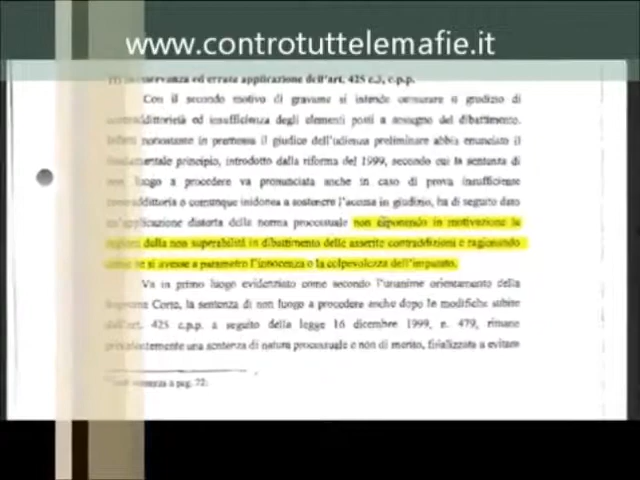 www.controtuttelemafie.it
ed errata applicazione dell'art. 425 c.3, c.p.p.
Con il secondo motivo di gravame si intende censurare il giudizio di
contraddittorietà ed insufficienza degli elementi posti a sostegno del dibattimento.
Infatti nonostante in premessa il giudice dell'udienza preliminare abbia enunciato il
fondamentale principio, introdotto dalla riforma del 1999, secondo cui la sentenza di
non luogo a procedere va pronunciata anche in caso di prova insufficiente
contraddittoria o comunque inidonea a sostenere l'accusa in giudizio, ha di seguito dato
un'applicazione distorta della norma processuale non esponendo in motivazione le
ragioni della non superabilità in dibattimento delle asserite contraddizioni e ragionando
come se si avesse a parametro l'innocenza o la colpevolezza dell'imputato.
Va in primo luogo evidenziato come secondo l'unanime orientamento della
Suprema Corte, la sentenza di non luogo a procedere anche dopo le modifiche subite
dall'art. 425 c.p.p. a seguito della legge 16 dicembre 1999, n. 479, rimane
prevalentemente una sentenza di natura processuale e non di merito, finalizzata a evitare
sentenza a pag. 72.